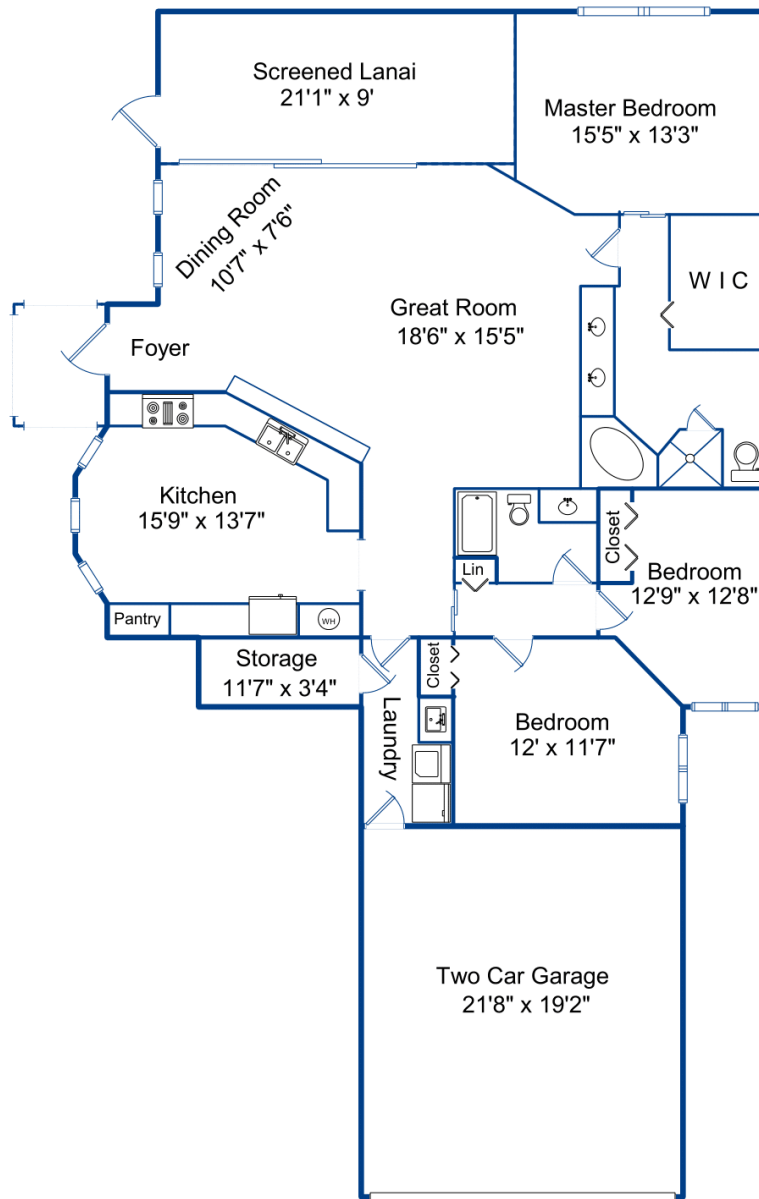 Screened Lanai
21'1" x 9'
Master Bedroom
15'5" x 13'3"
Dining Room
10'7" x 7'6"
W I C
Great Room
18'6" x 15'5"
Foyer
Kitchen
15'9" x 13'7"
Closet
Lin
Bedroom
12'9" x 12'8"
Pantry
WH
Storage
11'7" x 3'4"
Closet
Laundry
Bedroom
12' x 11'7"
Two Car Garage
21'8" x 19'2"